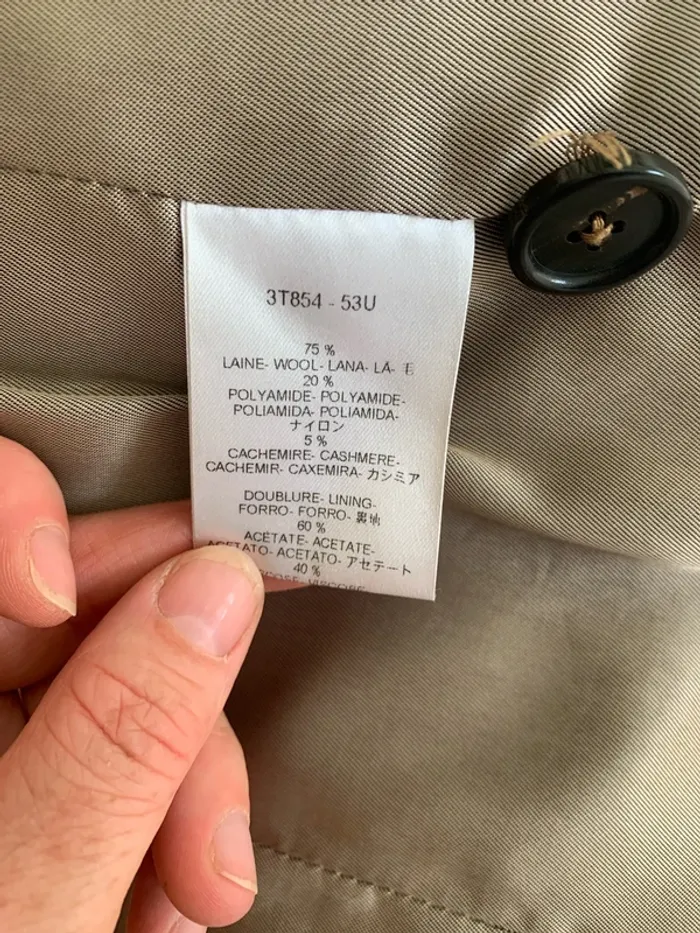 3T854 - 53U
75 %
LAINE- WOOL- LANA- LÃ- 毛
20 %
POLYAMIDE- POLYAMIDE-
POLIAMIDA- POLIAMIDA-
ナイロン
5 %
CACHEMIRE- CASHMERE-
CACHEMIR- CAXEMIRA- カシミア
DOUBLURE- LINING-
FORRO- FORRO- 裏地
60 %
ACÉTATE- ACETATE-
ACETATO- ACETATO- アセテート
40 %
VISCOSE